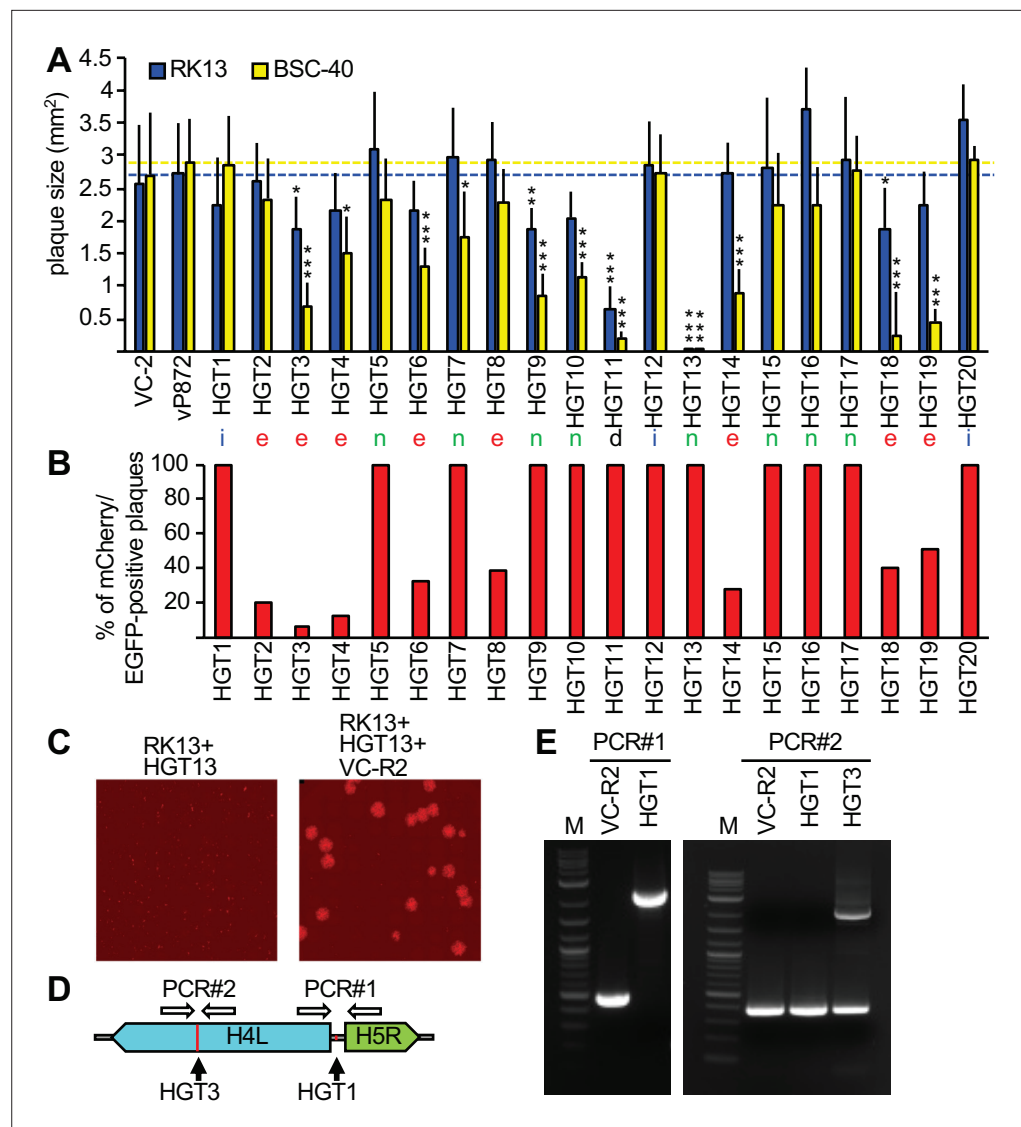 A
RK13 BSC-40
plaque size (mm2)
4.5
4
3.5
3
2.5
2
1.5
1
0.5
* *** * *** * ** *** *** *** *** *** *** *** * *** ***
VC-2 vP872 HGT1 HGT2 HGT3 HGT4 HGT5 HGT6 HGT7 HGT8 HGT9 HGT10 HGT11 HGT12 HGT13 HGT14 HGT15 HGT16 HGT17 HGT18 HGT19 HGT20
i e e e n e n e n n d i n e n n n e e i
B
% of mCherry/
EGFP-positive plaques
100
80
60
40
20
HGT1 HGT2 HGT3 HGT4 HGT5 HGT6 HGT7 HGT8 HGT9 HGT10 HGT11 HGT12 HGT13 HGT14 HGT15 HGT16 HGT17 HGT18 HGT19 HGT20
C
RK13+
HGT13
RK13+
HGT13+
VC-R2
D
PCR#2 PCR#1
H4L H5R
HGT3 HGT1
E
PCR#1 PCR#2
M VC-R2 HGT1 M VC-R2 HGT1 HGT3